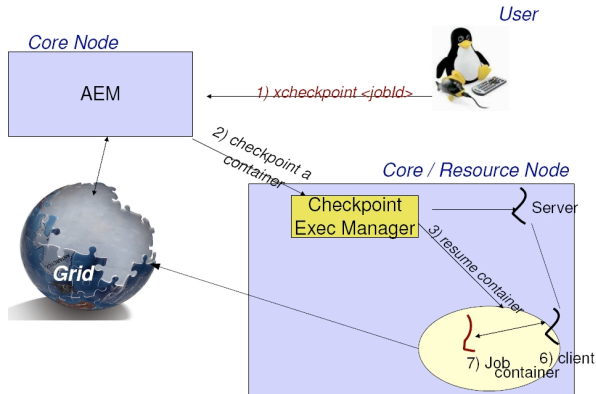 User
Core Node
AEM
1) xcheckpoint <jobId>
2) checkpoint a
container
Core / Resource Node
Checkpoint
Exec Manager
Server
3) resume container
Grid
7) Job
container
6) client